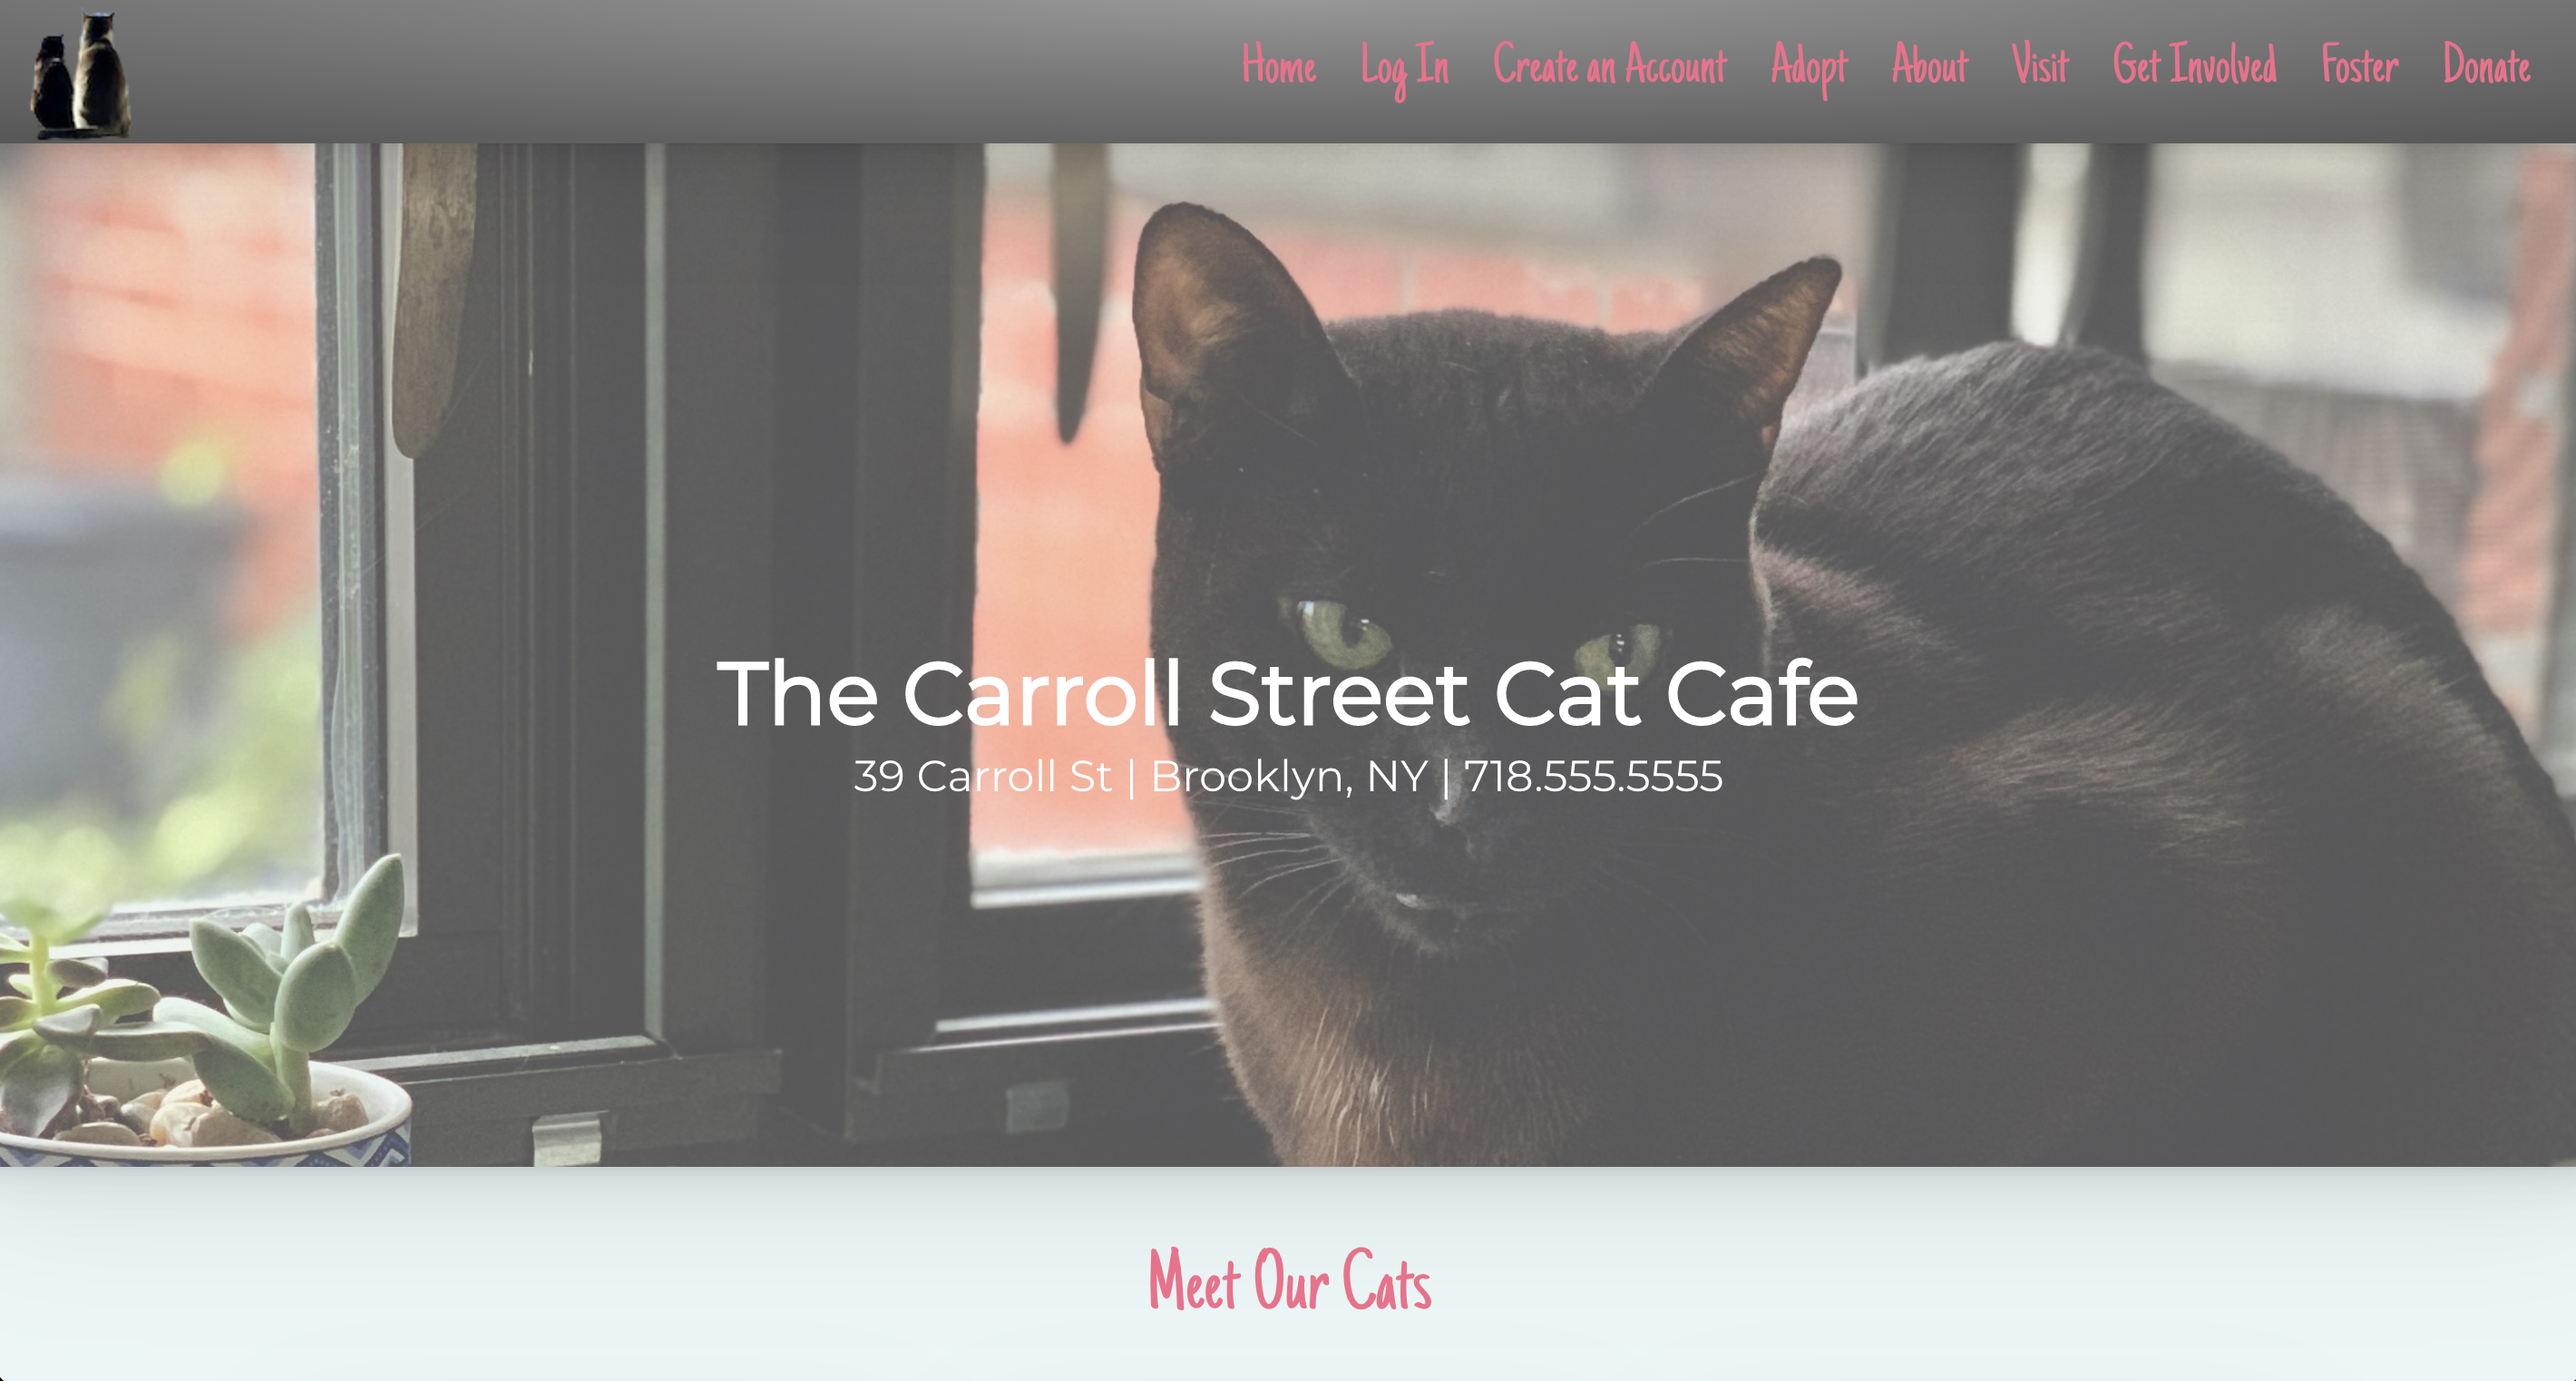 Home Log In Create an Account Adopt About Visit Get Involved Foster Donate
The Carroll Street Cat Cafe
39 Carroll St | Brooklyn, NY | 718.555.5555
Meet Our Cats